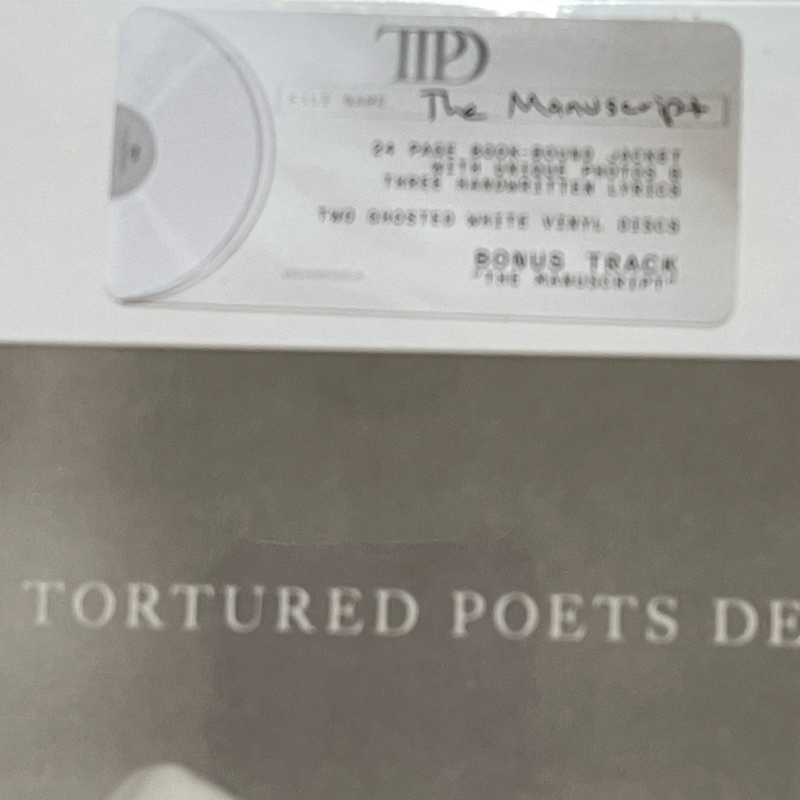 TTPD
FILE NAME The Manuscript
24 PAGE BOOK-BOUND JACKET
WITH UNIQUE PHOTOS &
THREE HANDWRITTEN LYRICS
TWO GHOSTED WHITE VINYL DISCS
BONUS TRACK
"THE MANUSCRIPT"
TORTURED POETS DE